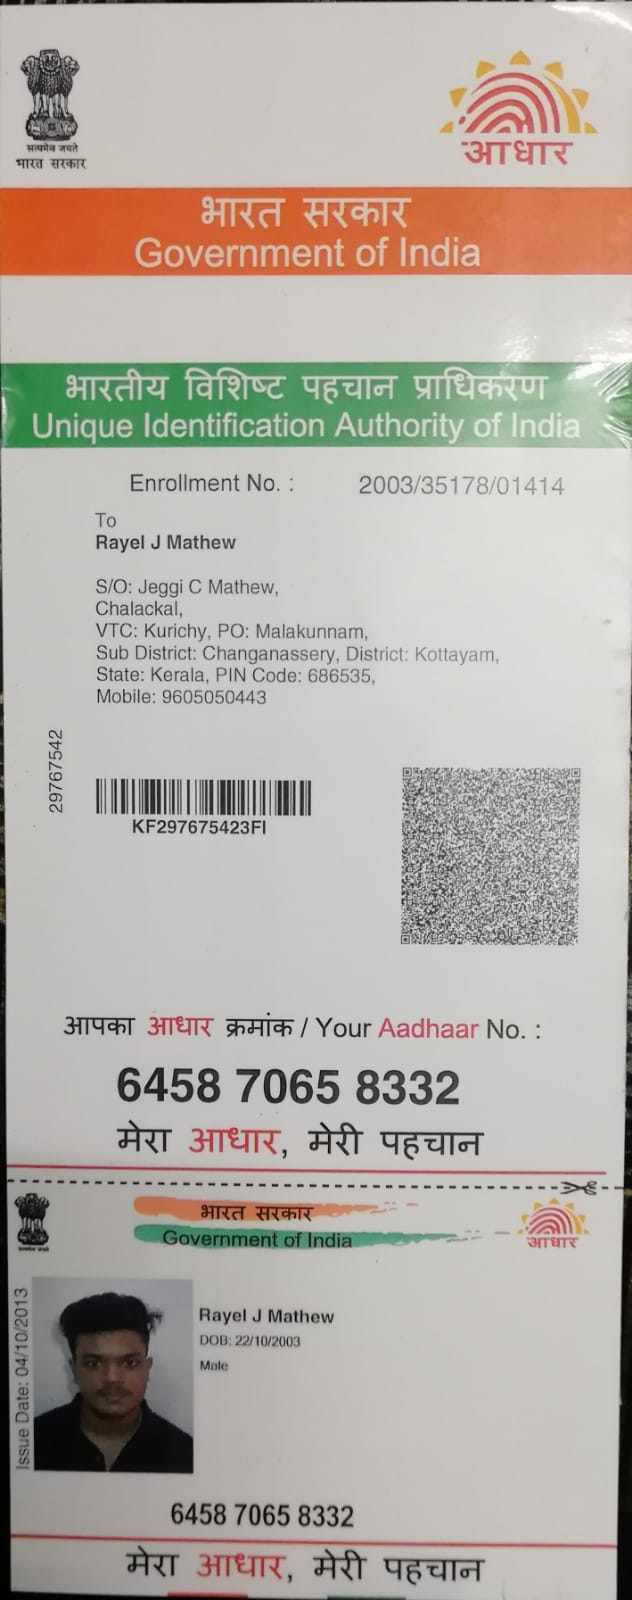 सत्यमेव जयते
भारत सरकार
आधार
भारत सरकार
Government of India
भारतीय विशिष्ट पहचान प्राधिकरण
Unique Identification Authority of India
Enrollment No. : 2003/35178/01414
To
Rayel J Mathew
S/O: Jeggi C Mathew,
Chalackal,
VTC: Kurichy, PO: Malakunnam,
Sub District: Changanassery, District: Kottayam,
State: Kerala, PIN Code: 686535,
Mobile: 9605050443
29767542
KF297675423FI
आपका आधार क्रमांक / Your Aadhaar No. :
6458 7065 8332
मेरा आधार, मेरी पहचान
भारत सरकार
Government of India
आधार
Issue Date: 04/10/2013
Rayel J Mathew
DOB: 22/10/2003
Male
6458 7065 8332
मेरा आधार, मेरी पहचान